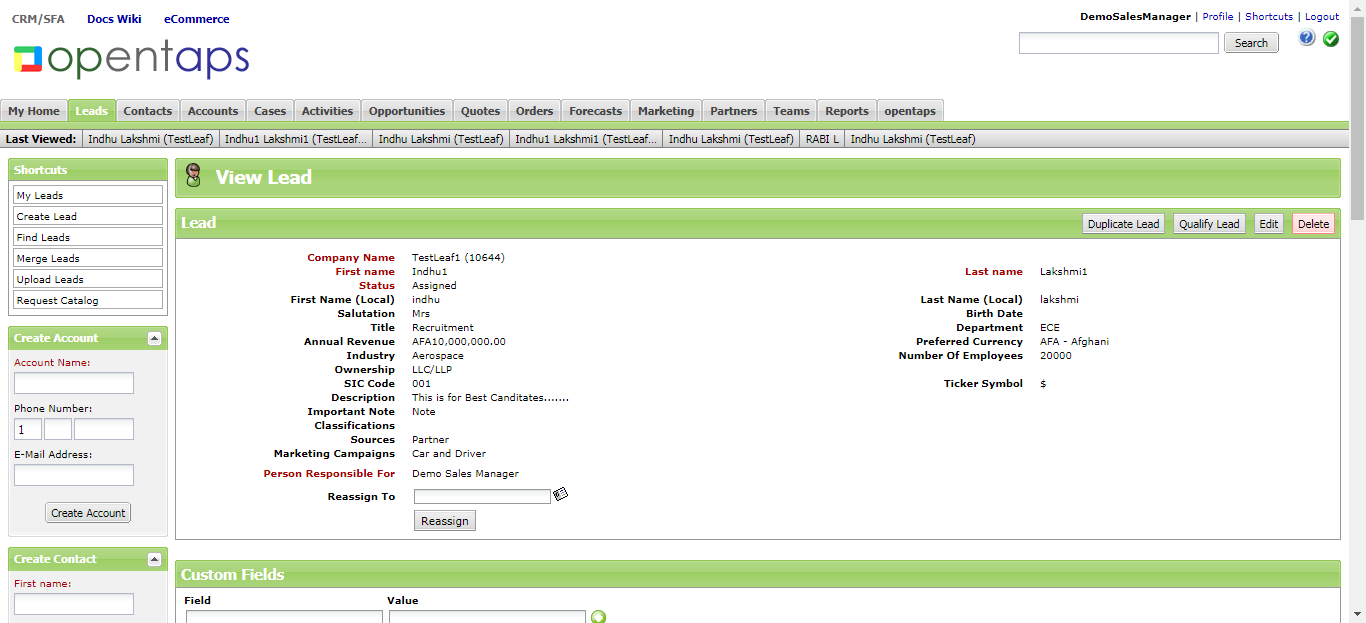 CRM/SFA Docs Wiki eCommerce
DemoSalesManager | Profile | Shortcuts | Logout
opentaps
Search
My Home Leads Contacts Accounts Cases Activities Opportunities Quotes Orders Forecasts Marketing Partners Teams Reports opentaps
Last Viewed: Indhu Lakshmi (TestLeaf) Indhu1 Lakshmi1 (TestLeaf... Indhu Lakshmi (TestLeaf) Indhu1 Lakshmi1 (TestLeaf... Indhu Lakshmi (TestLeaf) RABI L Indhu Lakshmi (TestLeaf)
Shortcuts
My Leads
Create Lead
Find Leads
Merge Leads
Upload Leads
Request Catalog
Create Account
Account Name:
Phone Number:
1
E-Mail Address:
Create Account
Create Contact
First name:
View Lead
Lead Duplicate Lead Qualify Lead Edit Delete
Company Name TestLeaf1 (10644)
First name Indhu1 Last name Lakshmi1
Status Assigned
First Name (Local) indhu Last Name (Local) lakshmi
Salutation Mrs Birth Date
Title Recruitment Department ECE
Annual Revenue AFA10,000,000.00 Preferred Currency AFA - Afghani
Industry Aerospace Number Of Employees 20000
Ownership LLC/LLP
SIC Code 001 Ticker Symbol $
Description This is for Best Canditates.......
Important Note Note
Classifications
Sources Partner
Marketing Campaigns Car and Driver
Person Responsible For Demo Sales Manager
Reassign To
Reassign
Custom Fields
Field Value